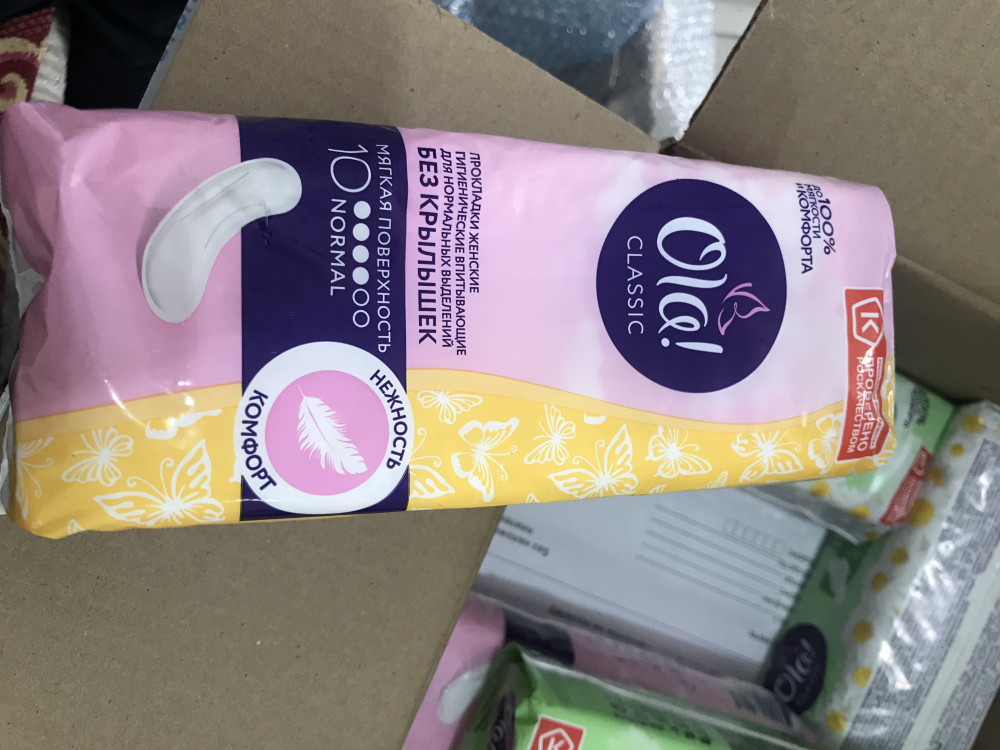 до 100%
мягкости
и комфорта
Ola!
CLASSIC
ПРОВЕРЕНО
РОСКАЧЕСТВОМ
ПРОКЛАДКИ ЖЕНСКИЕ
ГИГИЕНИЧЕСКИЕ ВПИТЫВАЮЩИЕ
ДЛЯ НОРМАЛЬНЫХ ВЫДЕЛЕНИЙ
БЕЗ КРЫЛЫШЕК
МЯГКАЯ ПОВЕРХНОСТЬ
10 NORMAL
НЕЖНОСТЬ
КОМФОРТ
Ola!